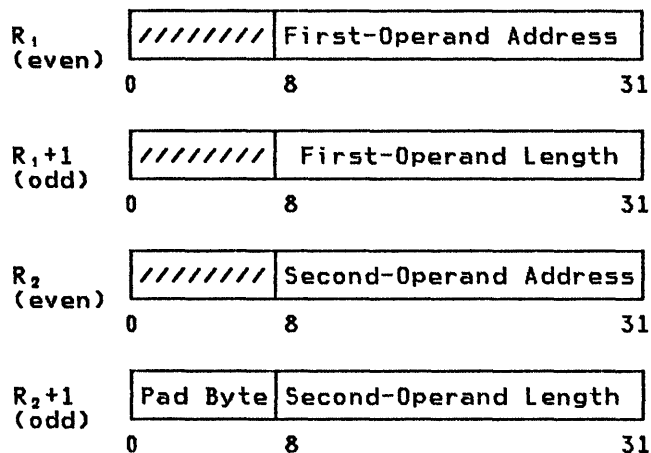 R₁ //////// First-Operand Address
(even)
0 8 31
R₁+1 //////// First-Operand Length
(odd)
0 8 31
R₂ //////// Second-Operand Address
(even)
0 8 31
R₂+1 Pad Byte Second-Operand Length
(odd)
0 8 31